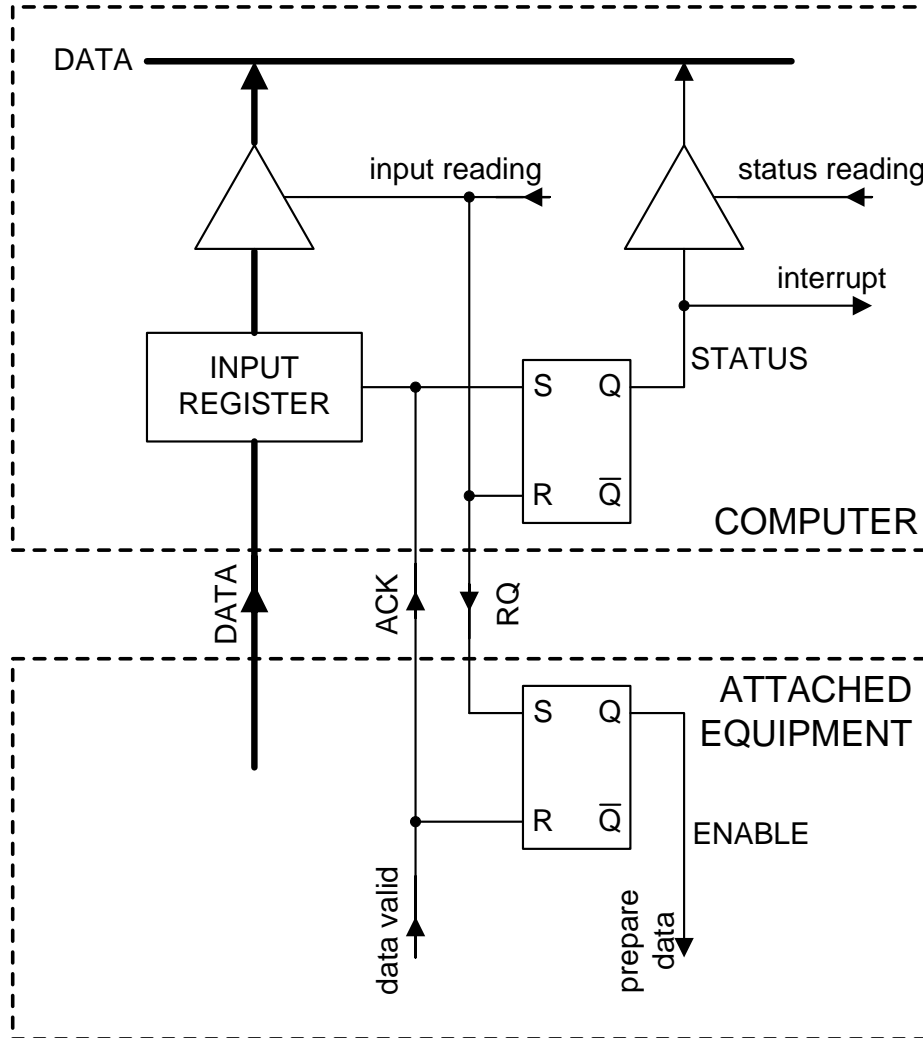 DATA
input reading
status reading
interrupt
INPUT
REGISTER
S
Q
STATUS
R
Q̅
COMPUTER
DATA
ACK
RQ
ATTACHED
EQUIPMENT
S
Q
R
Q̅
ENABLE
data valid
prepare
data